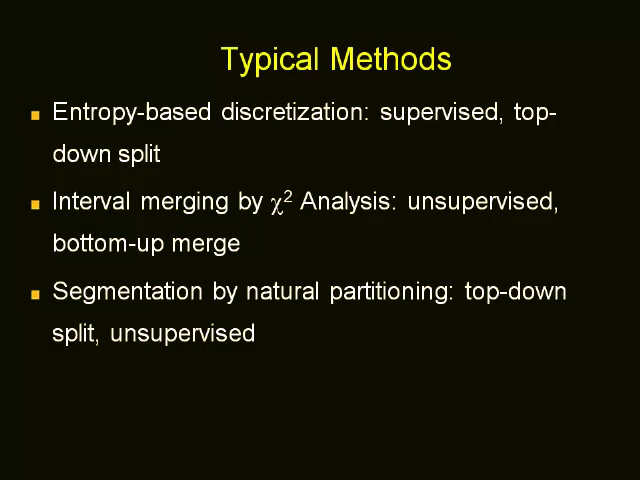 Typical Methods
Entropy-based discretization: supervised, top-
down split
Interval merging by χ² Analysis: unsupervised,
bottom-up merge
Segmentation by natural partitioning: top-down
split, unsupervised